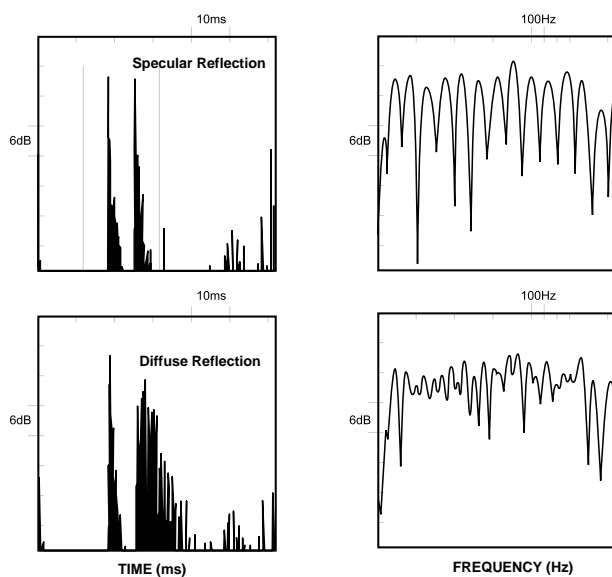 10ms
100Hz
Specular Reflection
6dB
6dB
10ms
100Hz
Diffuse Reflection
6dB
6dB
TIME (ms)
FREQUENCY (Hz)